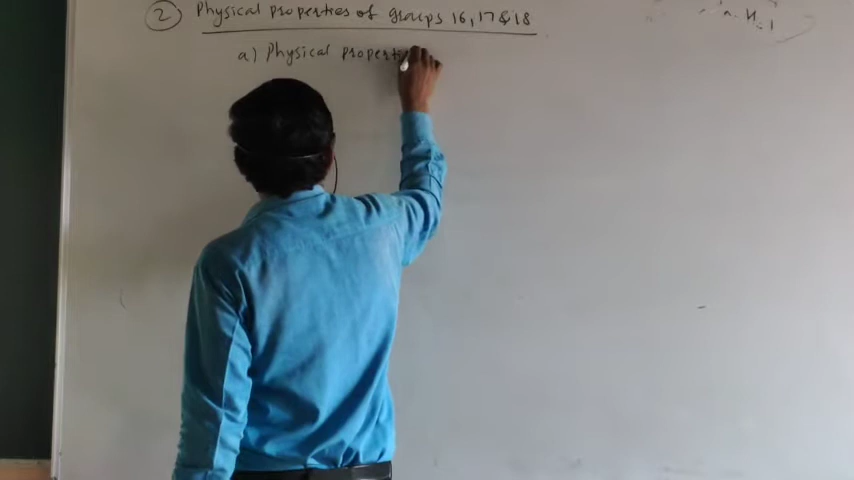 2 Physical properties of groups 16, 17 & 18
a) Physical propert